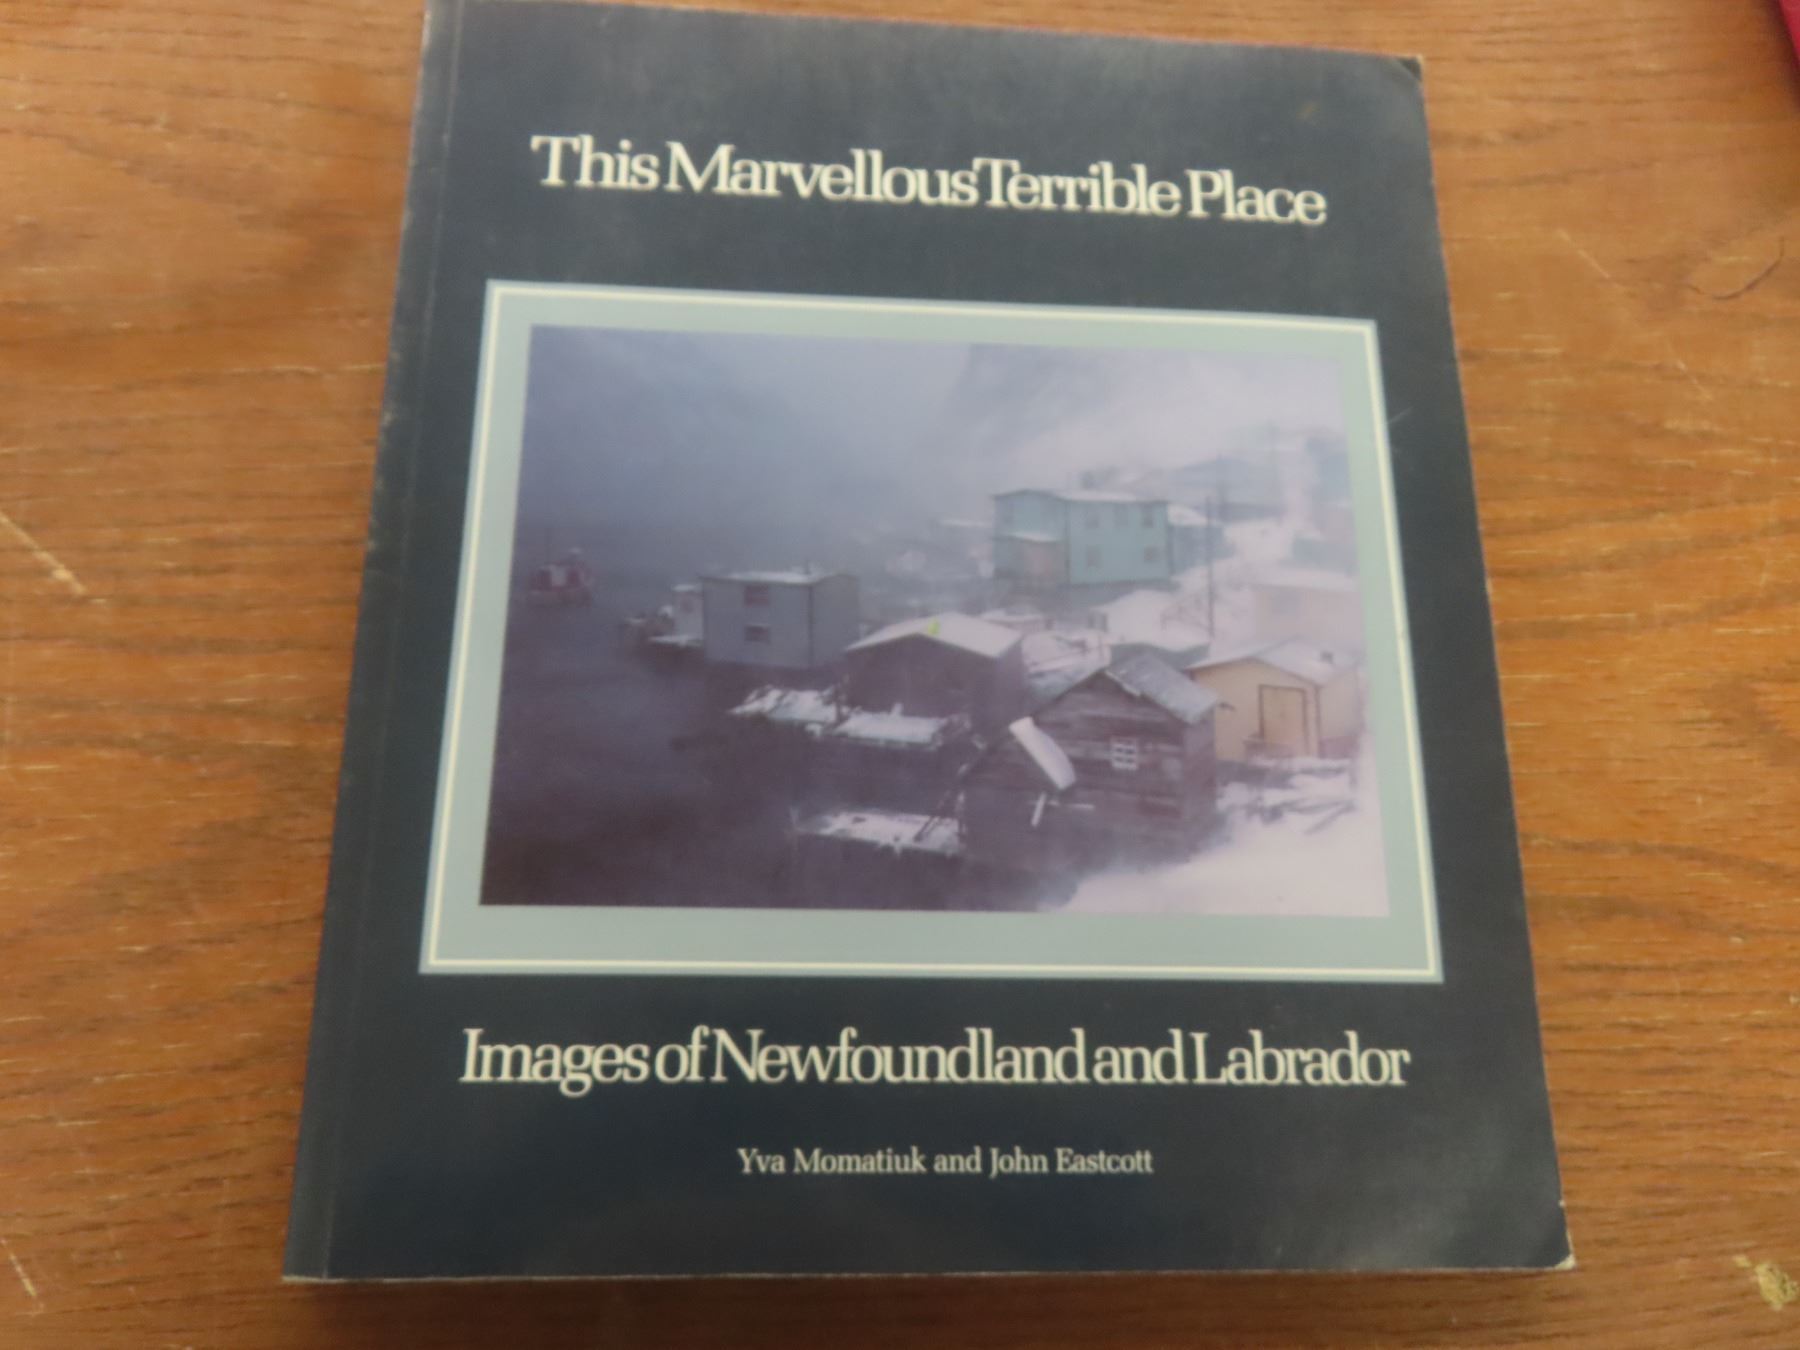 This Marvellous Terrible Place
Images of Newfoundland and Labrador
Yva Momatiuk and John Eastcott